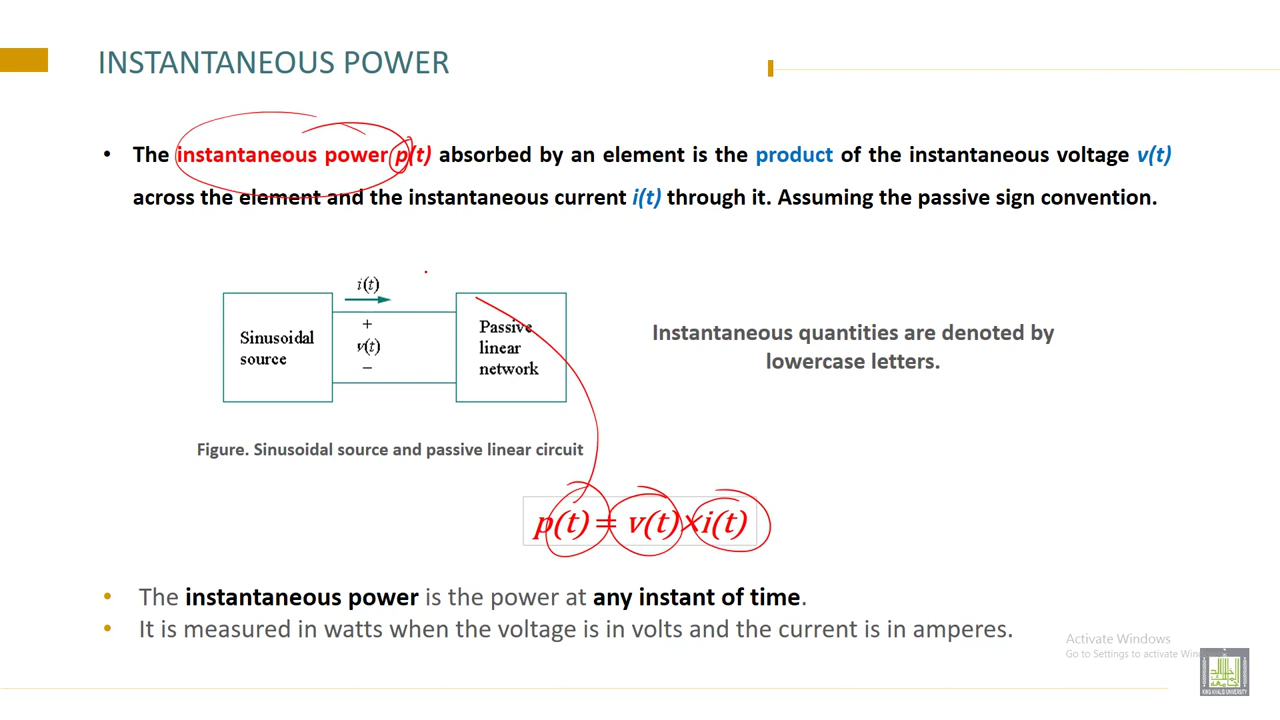 INSTANTANEOUS POWER
• The instantaneous power p(t) absorbed by an element is the product of the instantaneous voltage v(t)
across the element and the instantaneous current i(t) through it. Assuming the passive sign convention.
i(t)
Sinusoidal
source
+
v(t)
−
Passive
linear
network
Instantaneous quantities are denoted by
lowercase letters.
Figure. Sinusoidal source and passive linear circuit
p(t) = v(t)×i(t)
• The instantaneous power is the power at any instant of time.
• It is measured in watts when the voltage is in volts and the current is in amperes.
Activate Windows
Go to Settings to activate Win
KING KHALID UNIVERSITY